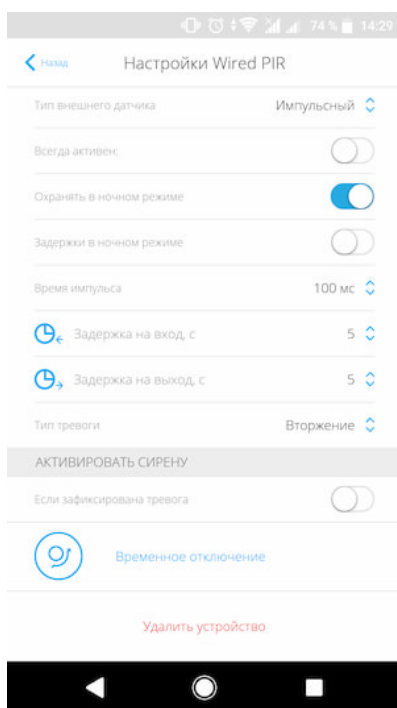 74 % 14:29
Назад Настройки Wired PIR
Тип внешнего датчика Импульсный
Всегда активен:
Охранять в ночном режиме
Задержки в ночном режиме
Время импульса 100 мс
Задержка на вход, с 5
Задержка на выход, с 5
Тип тревоги Вторжение
АКТИВИРОВАТЬ СИРЕНУ
Если зафиксирована тревога
Временное отключение
Удалить устройство